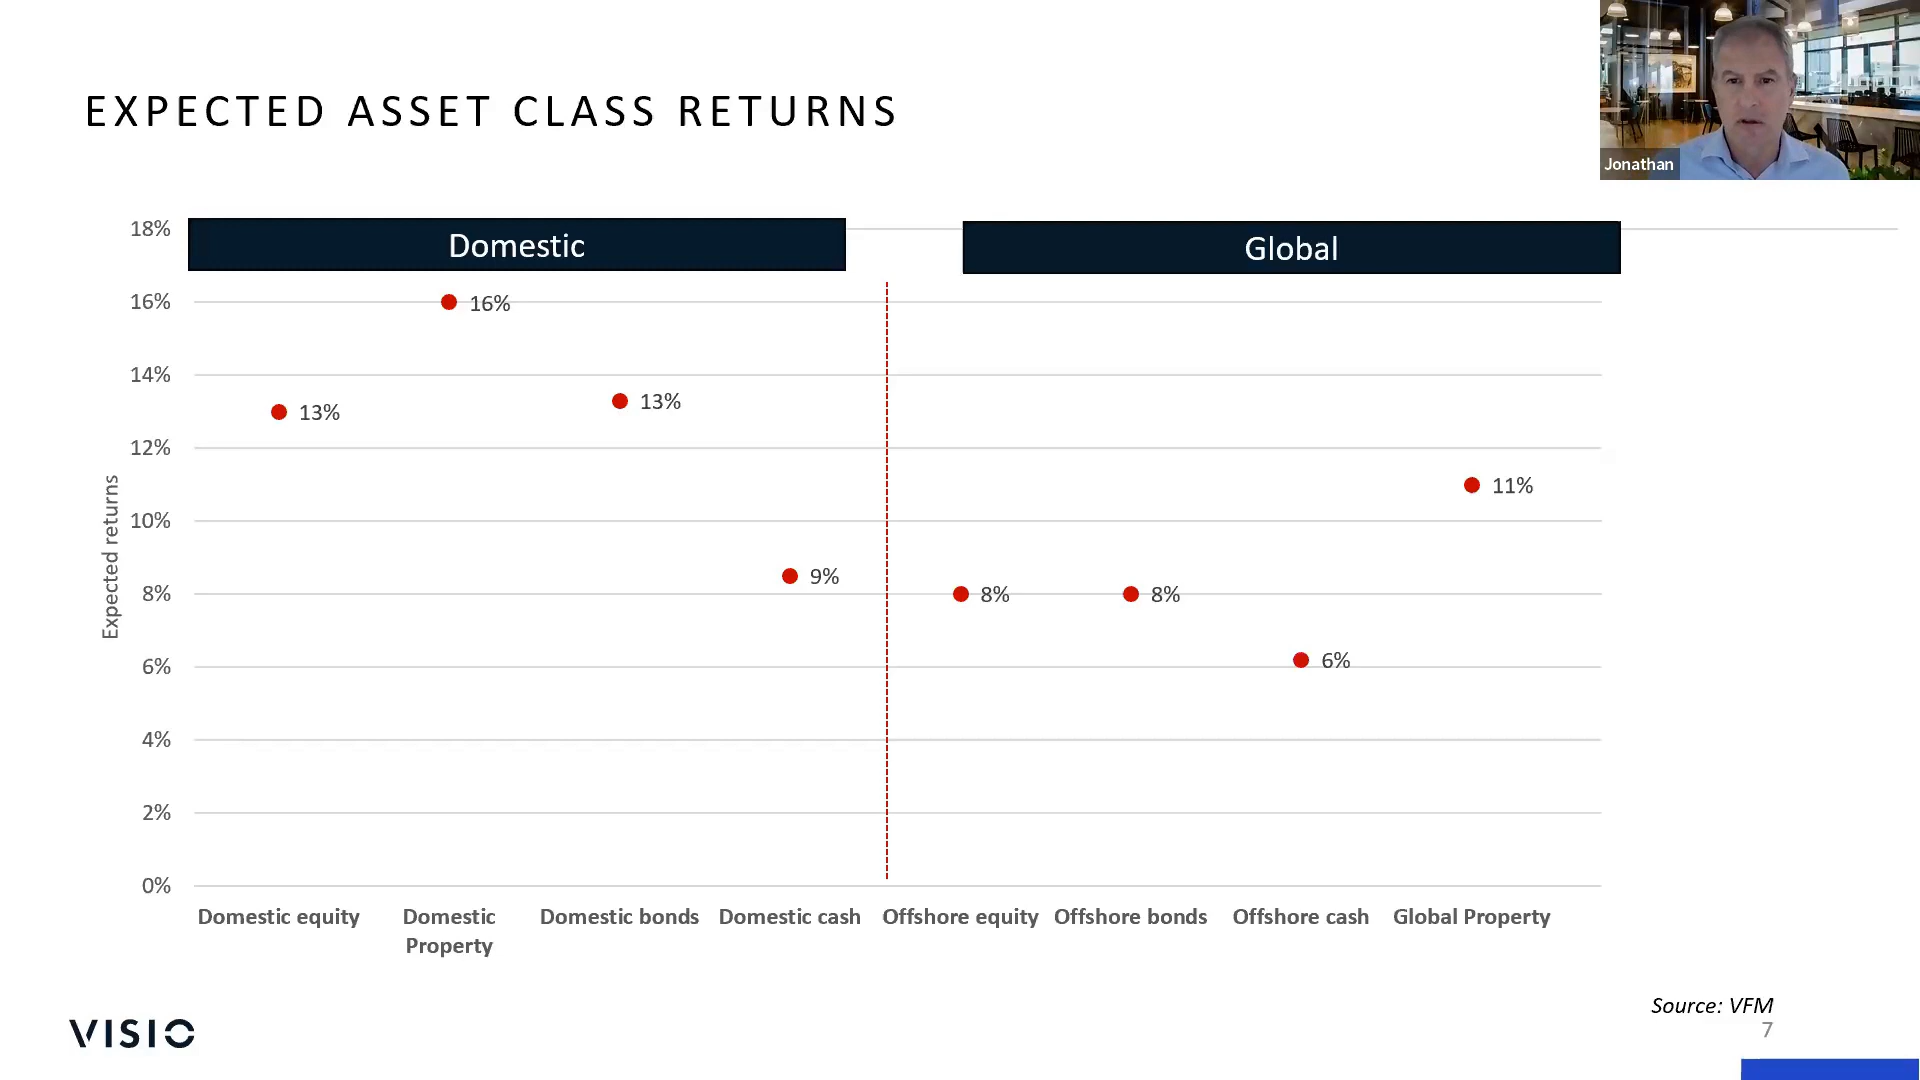 EXPECTED ASSET CLASS RETURNS
Jonathan
Domestic
Global
18%
16%
14%
12%
10%
8%
6%
4%
2%
0%
Expected returns
13%
16%
13%
9%
8%
8%
6%
11%
Domestic equity
Domestic
Property
Domestic bonds
Domestic cash
Offshore equity
Offshore bonds
Offshore cash
Global Property
Source: VFM
7
VISIO